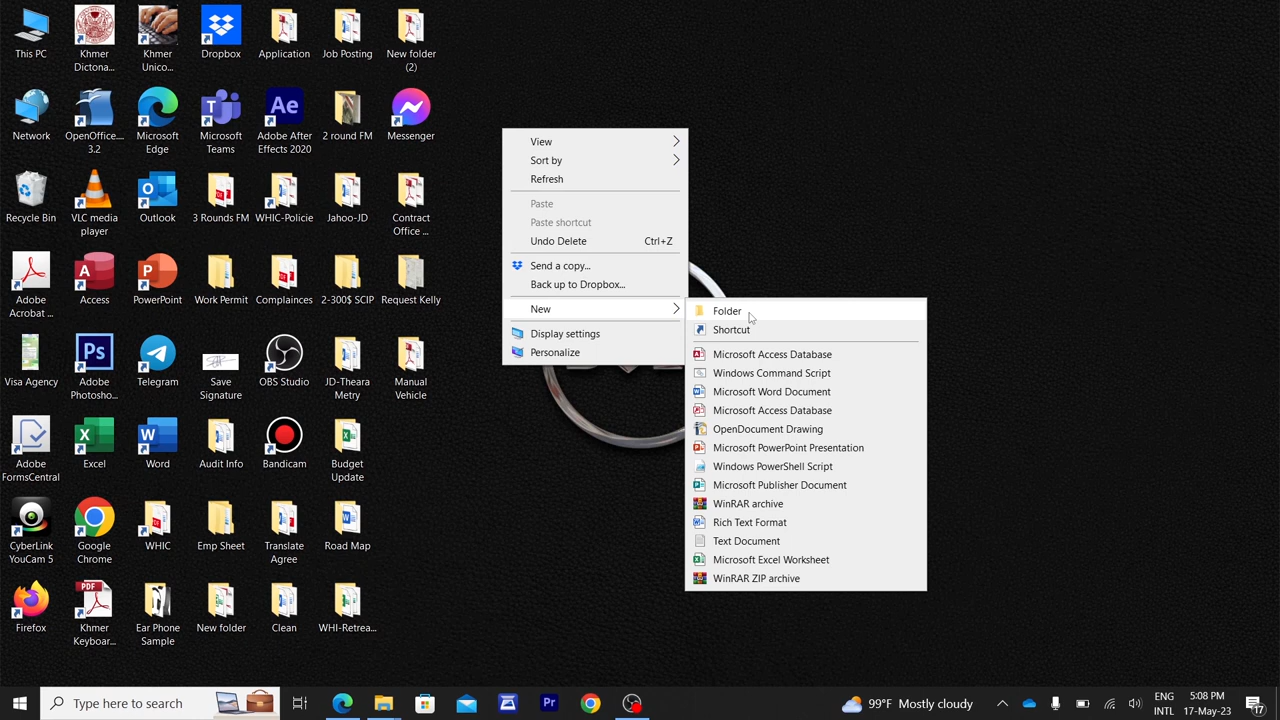 This PC
Khmer
Dictona...
Khmer
Unico...
Dropbox
Application
Job Posting
New folder
(2)
Network
OpenOffice....
3.2
Microsoft
Edge
Microsoft
Teams
Adobe After
Effects 2020
2 round FM
Messenger
Recycle Bin
VLC media
player
Outlook
3 Rounds FM
WHIC-Policie
Jahoo-JD
Contract
Office ...
Adobe
Acrobat ...
Access
PowerPoint
Work Permit
Complainces
2-300$ SCIP
Request Kelly
Visa Agency
Adobe
Photosho...
Telegram
Save
Signature
OBS Studio
JD-Theara
Metry
Manual
Vehicle
Adobe
FormsCentral
Excel
Word
Audit Info
Bandicam
Budget
Update
CyberLink
YouCam 5
Google
Chrome
WHIC
Emp Sheet
Translate
Agree
Road Map
Firefox
Khmer
Keyboar...
Ear Phone
Sample
New folder
Clean
WHI-Retrea...
View
Sort by
Refresh
Paste
Paste shortcut
Undo Delete Ctrl+Z
Send a copy...
Back up to Dropbox...
New
Display settings
Personalize
Folder
Shortcut
Microsoft Access Database
Windows Command Script
Microsoft Word Document
Microsoft Access Database
OpenDocument Drawing
Microsoft PowerPoint Presentation
Windows PowerShell Script
Microsoft Publisher Document
WinRAR archive
Rich Text Format
Text Document
Microsoft Excel Worksheet
WinRAR ZIP archive
Type here to search
99°F Mostly cloudy
ENG
INTL
5:08 PM
17-May-23
17